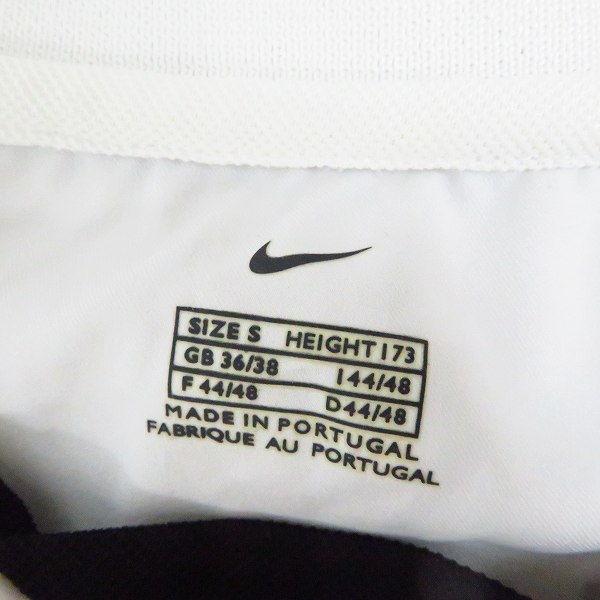 SIZE S HEIGHT 173
GB 36/38 I 44/48
F 44/48 D44/48
MADE IN PORTUGAL
FABRIQUE AU PORTUGAL